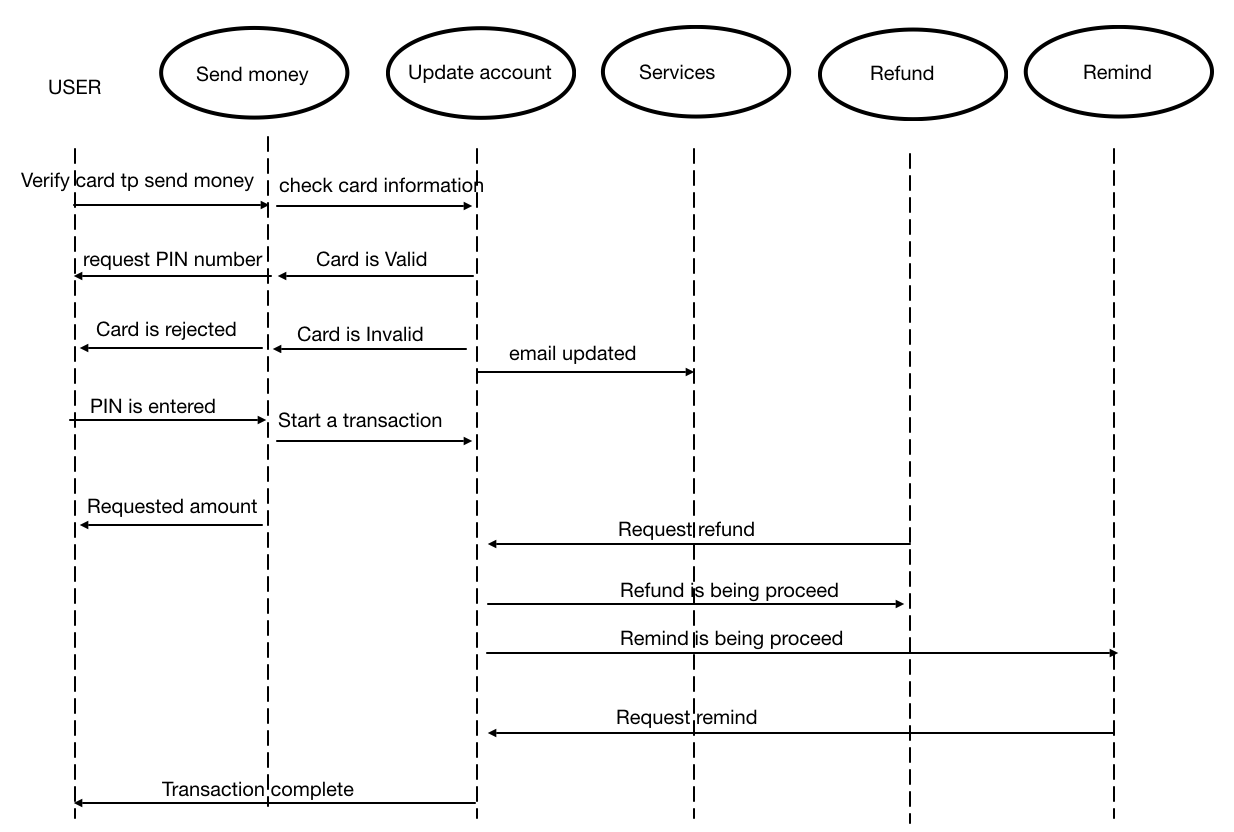 USER
Send money
Update account
Services
Refund
Remind
Verify card tp send money
check card information
request PIN number
Card is Valid
Card is rejected
Card is Invalid
email updated
PIN is entered
Start a transaction
Requested amount
Request refund
Refund is being proceed
Remind is being proceed
Request remind
Transaction complete